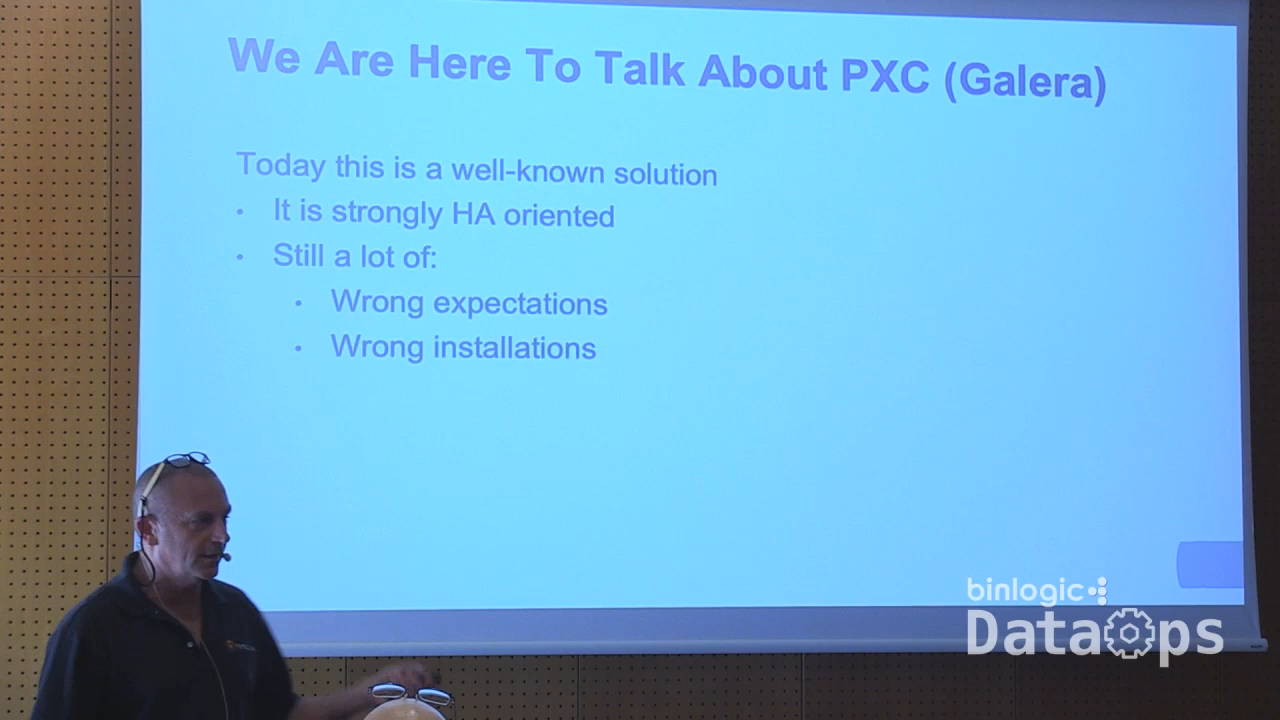 We Are Here To Talk About PXC (Galera)
Today this is a well-known solution
• It is strongly HA oriented
• Still a lot of:
• Wrong expectations
• Wrong installations
binlogic
DataOps